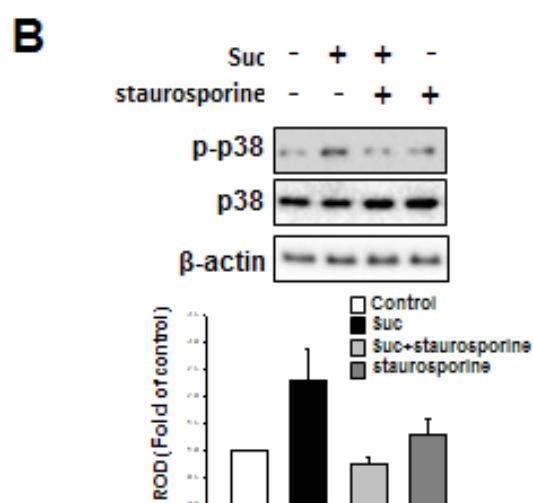 B
Suc - + + -
staurosporine - - + +
p-p38
p38
β-actin
Control
Suc
Suc+staurosporine
staurosporine
ROD (Fold of control)